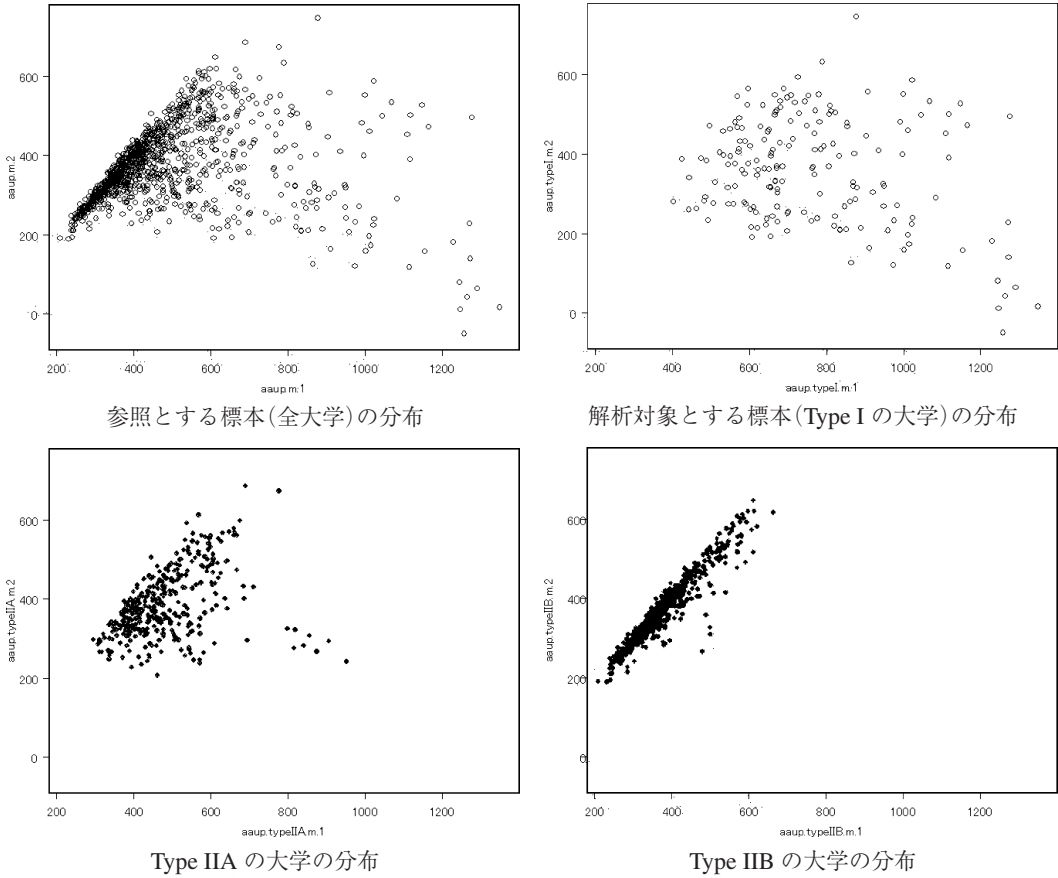 600
400
200
0
aaup.m.2
200 400 600 800 1000 1200
aaup.m.1
参照とする標本(全大学)の分布
600
400
200
0
aaup.typeI.m.2
200 400 600 800 1000 1200
aaup.typeI.m.1
解析対象とする標本(Type I の大学)の分布
600
400
200
0
aaup.typeIIA.m.2
200 400 600 800 1000 1200
aaup.typeIIA.m.1
Type IIA の大学の分布
600
400
200
0
aaup.typeIIB.m.2
200 400 600 800 1000 1200
aaup.typeIIB.m.1
Type IIB の大学の分布